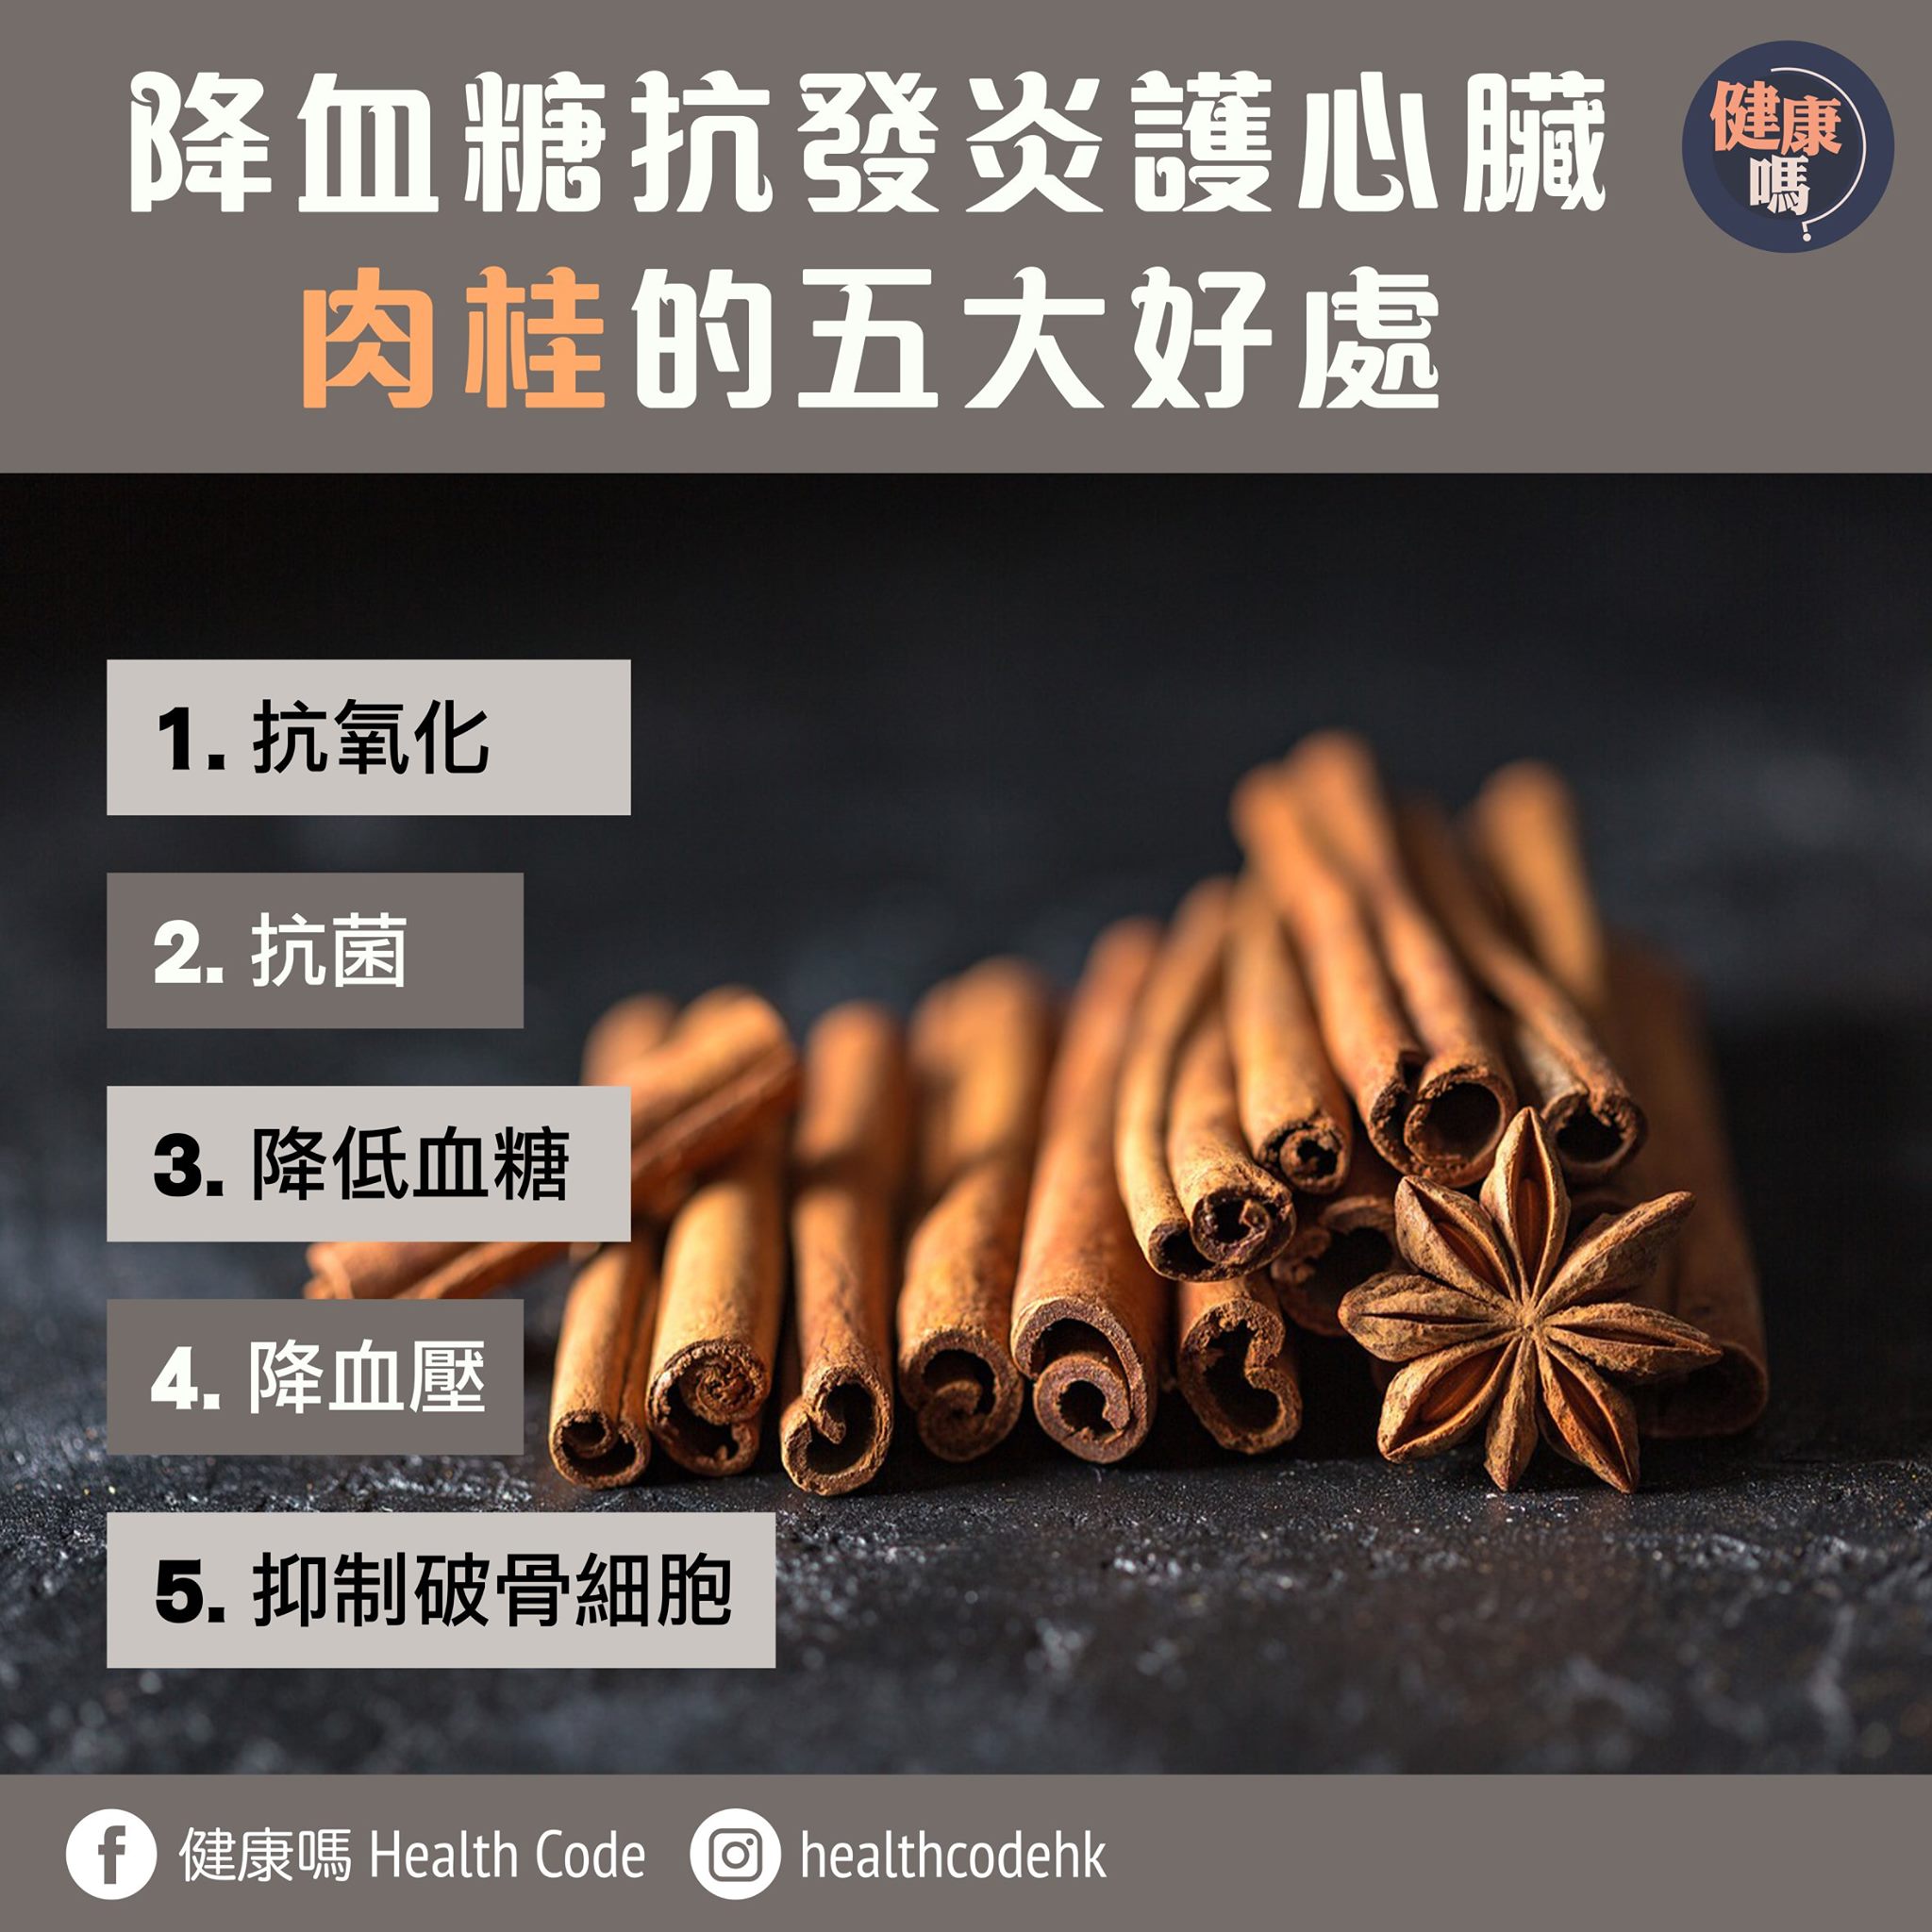 降血糖抗發炎護心臟
健康
嗎?
肉桂的五大好處
1. 抗氧化
2. 抗菌
3. 降低血糖
4. 降血壓
5. 抑制破骨細胞
健康嗎 Health Code
healthcodehk